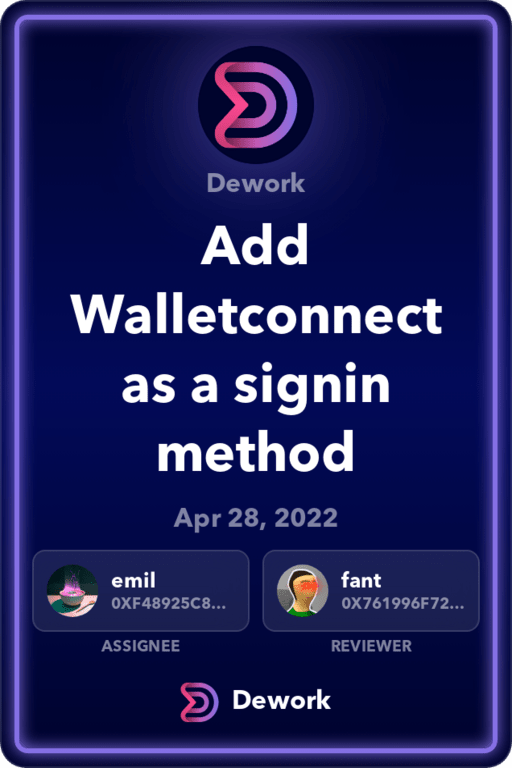 Dework
Add
Walletconnect
as a signin
method
Apr 28, 2022
emil
0XF48925C8...
ASSIGNEE
fant
0X761996F72...
REVIEWER
Dework